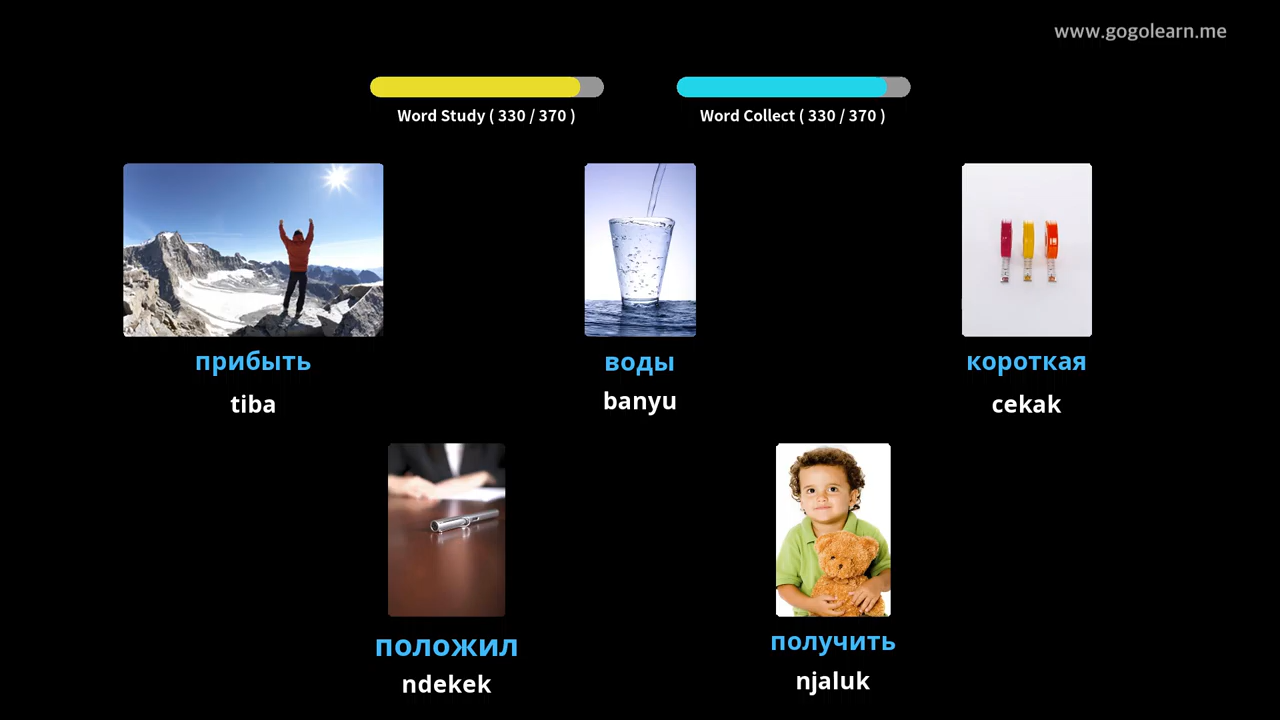 www.gogolearn.me
Word Study ( 330 / 370 )
Word Collect ( 330 / 370 )
прибыть
tiba
воды
banyu
короткая
cekak
положил
ndekek
получить
njaluk